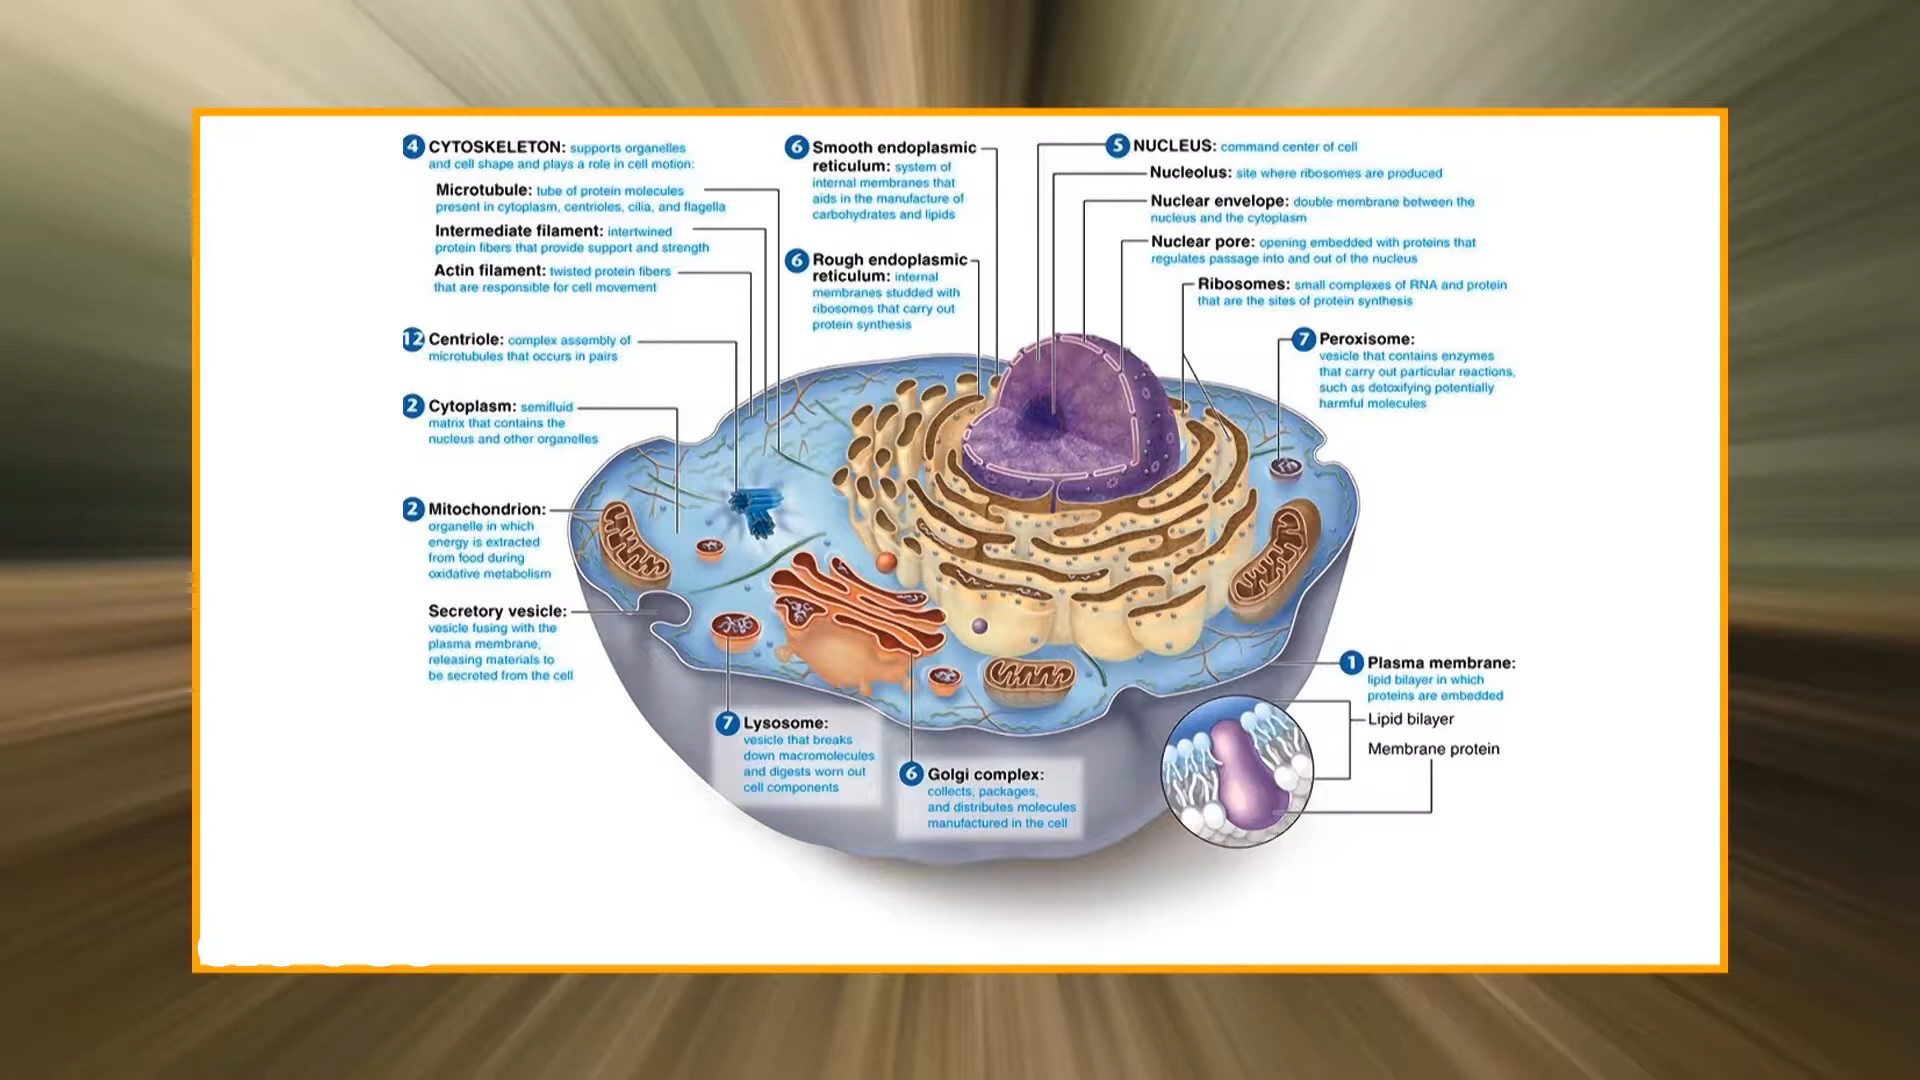 4 CYTOSKELETON: supports organelles
and cell shape and plays a role in cell motion:
Microtubule: tube of protein molecules
present in cytoplasm, centrioles, cilia, and flagella
Intermediate filament: intertwined
protein fibers that provide support and strength
Actin filament: twisted protein fibers
that are responsible for cell movement
12 Centriole: complex assembly of
microtubules that occurs in pairs
2 Cytoplasm: semifluid
matrix that contains the
nucleus and other organelles
2 Mitochondrion:
organelle in which
energy is extracted
from food during
oxidative metabolism
Secretory vesicle:
vesicle fusing with the
plasma membrane,
releasing materials to
be secreted from the cell
6 Smooth endoplasmic
reticulum: system of
internal membranes that
aids in the manufacture of
carbohydrates and lipids
6 Rough endoplasmic
reticulum: internal
membranes studded with
ribosomes that carry out
protein synthesis
5 NUCLEUS: command center of cell
Nucleolus: site where ribosomes are produced
Nuclear envelope: double membrane between the
nucleus and the cytoplasm
Nuclear pore: opening embedded with proteins that
regulates passage into and out of the nucleus
Ribosomes: small complexes of RNA and protein
that are the sites of protein synthesis
7 Peroxisome:
vesicle that contains enzymes
that carry out particular reactions,
such as detoxifying potentially
harmful molecules
7 Lysosome:
vesicle that breaks
down macromolecules
and digests worn out
cell components
6 Golgi complex:
collects, packages,
and distributes molecules
manufactured in the cell
1 Plasma membrane:
lipid bilayer in which
proteins are embedded
Lipid bilayer
Membrane protein